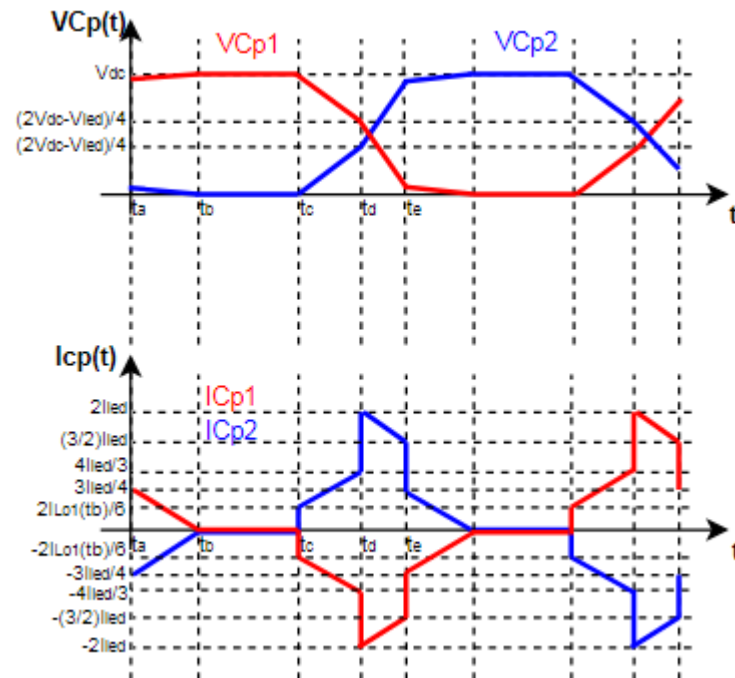 VCp(t)
VCp1
VCp2
Vdc
(2Vdc-Vled)/4
(2Vdc-Vled)/4
ta
tb
tc
td
te
t
Icp(t)
ICp1
ICp2
2Iled
(3/2)Iled
4Iled/3
3Iled/4
2ILo1(tb)/6
ta
tb
tc
td
te
t
-2ILo1(tb)/6
-3Iled/4
-4Iled/3
-(3/2)Iled
-2Iled